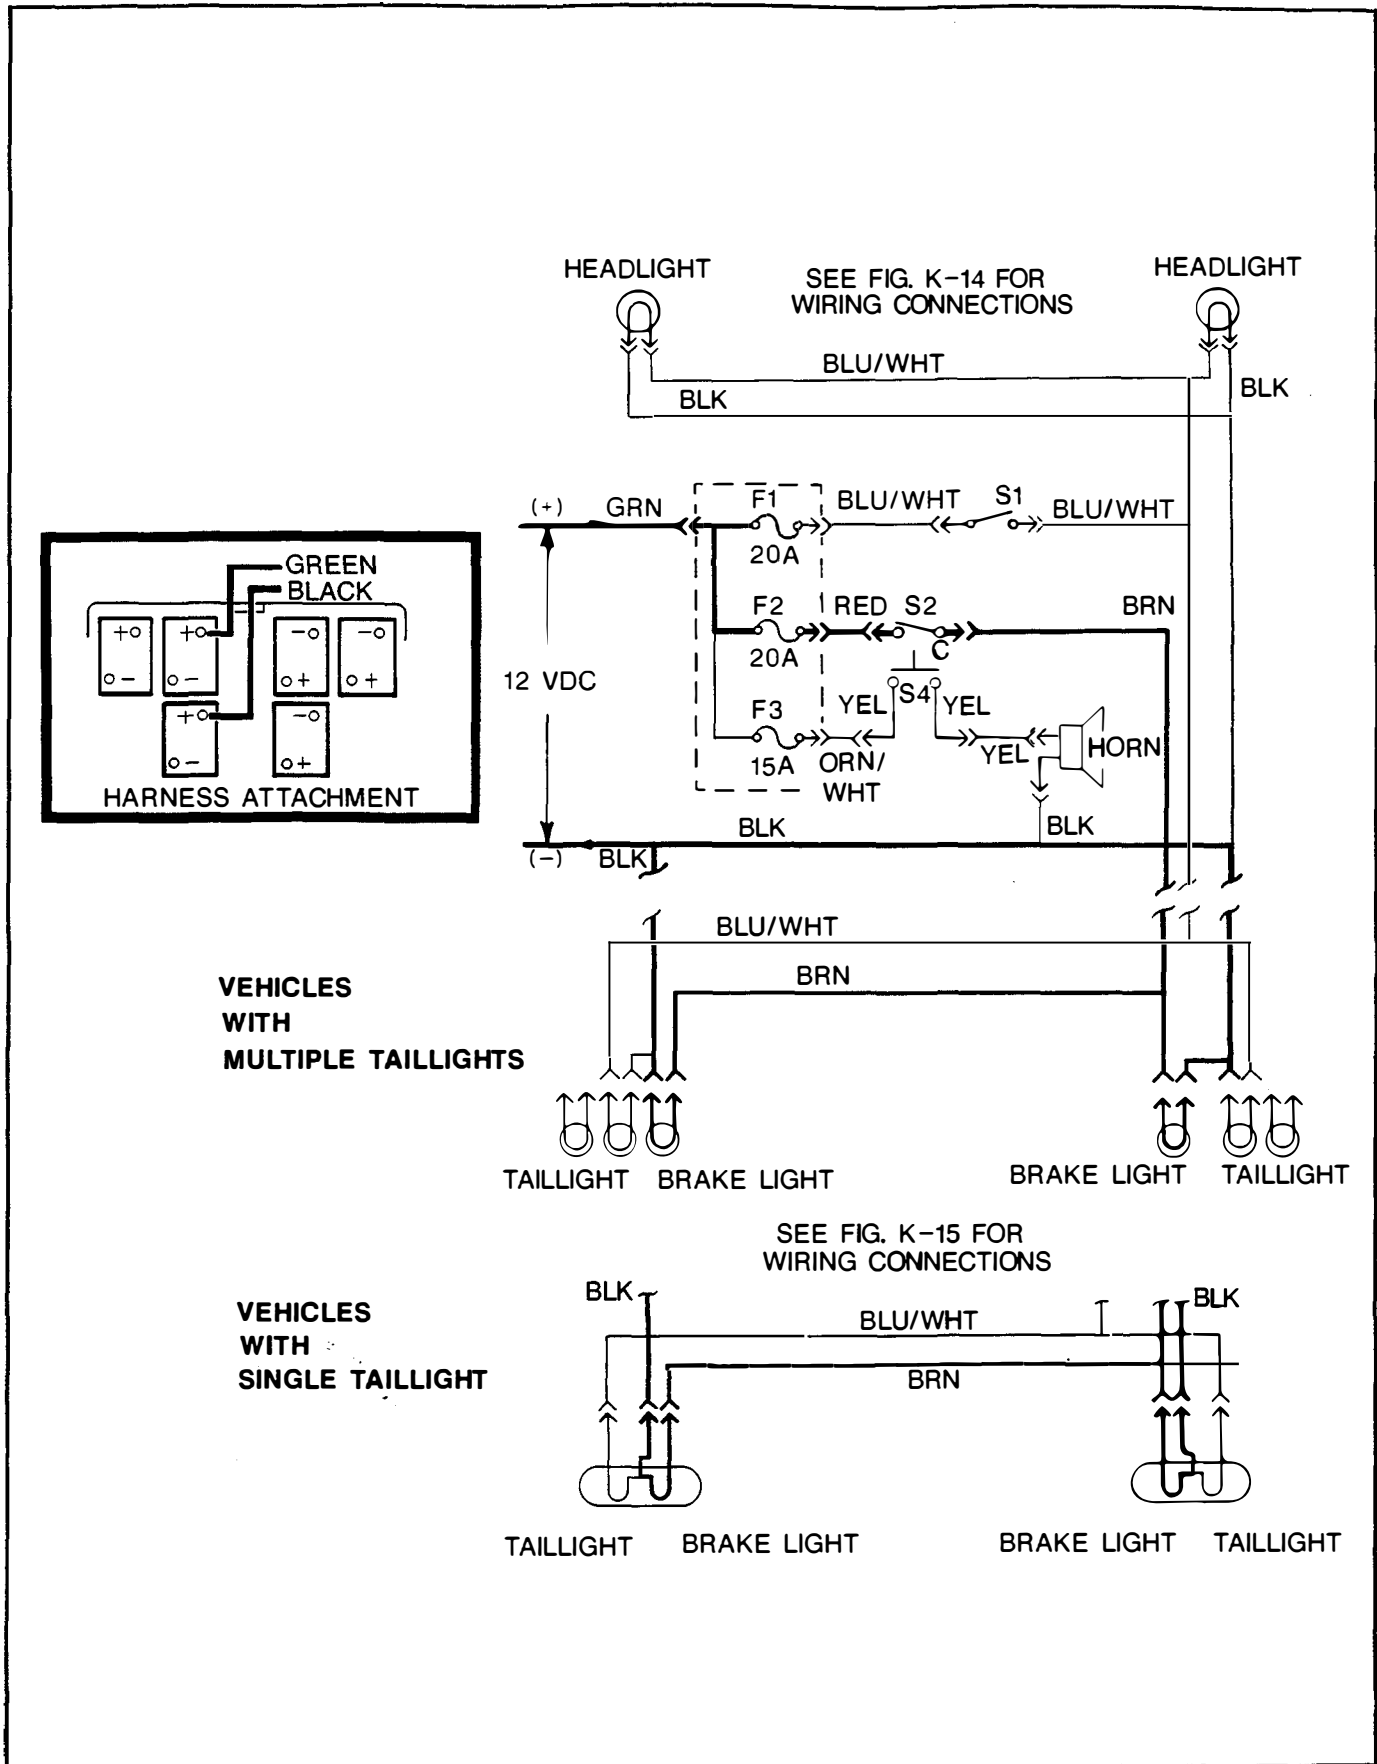 HEADLIGHT
SEE FIG. K-14 FOR
WIRING CONNECTIONS
HEADLIGHT
BLU/WHT
BLK
BLK
(+)
GRN
F1
20A
BLU/WHT
S1
BLU/WHT
GREEN
BLACK
+
-
+
-
-
+
-
+
+
-
-
+
HARNESS ATTACHMENT
12 VDC
F2
20A
RED
S2
C
BRN
F3
15A
YEL
S4
YEL
ORN/
WHT
YEL
HORN
BLK
BLK
(-)
BLK
BLU/WHT
BRN
VEHICLES
WITH
MULTIPLE TAILLIGHTS
TAILLIGHT
BRAKE LIGHT
BRAKE LIGHT
TAILLIGHT
SEE FIG. K-15 FOR
WIRING CONNECTIONS
BLK
BLU/WHT
BLK
VEHICLES
WITH
SINGLE TAILLIGHT
BRN
TAILLIGHT
BRAKE LIGHT
BRAKE LIGHT
TAILLIGHT